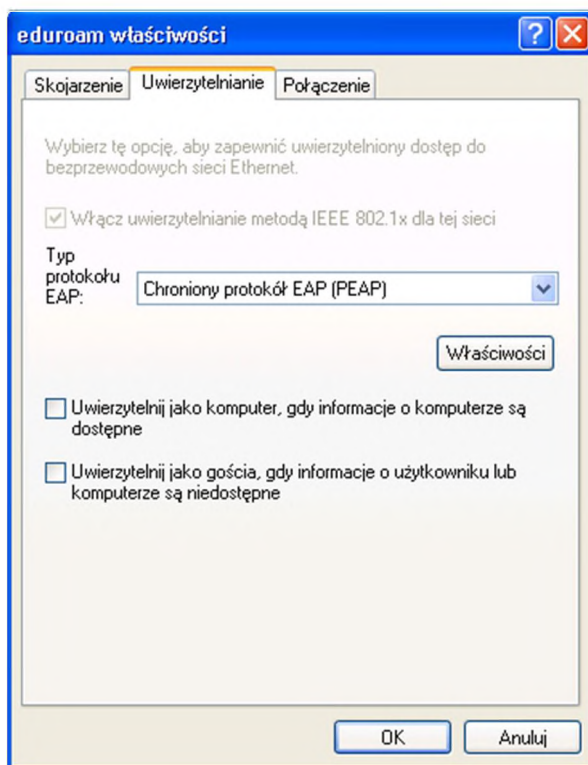 eduroam właściwości
Skojarzenie Uwierzytelnianie Połączenie
Wybierz tę opcję, aby zapewnić uwierzytelniony dostęp do
bezprzewodowych sieci Ethernet.
Włącz uwierzytelnianie metodą IEEE 802.1x dla tej sieci
Typ
protokołu
EAP:
Chroniony protokół EAP (PEAP)
Właściwości
Uwierzytelnij jako komputer, gdy informacje o komputerze są
dostępne
Uwierzytelnij jako gościa, gdy informacje o użytkowniku lub
komputerze są niedostępne
OK Anuluj